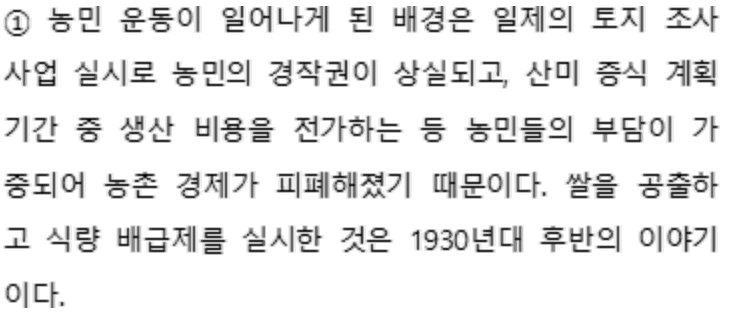 ① 농민 운동이 일어나게 된 배경은 일제의 토지 조사
사업 실시로 농민의 경작권이 상실되고, 산미 증식 계획
기간 중 생산 비용을 전가하는 등 농민들의 부담이 가
중되어 농촌 경제가 피폐해졌기 때문이다. 쌀을 공출하
고 식량 배급제를 실시한 것은 1930년대 후반의 이야기
이다.